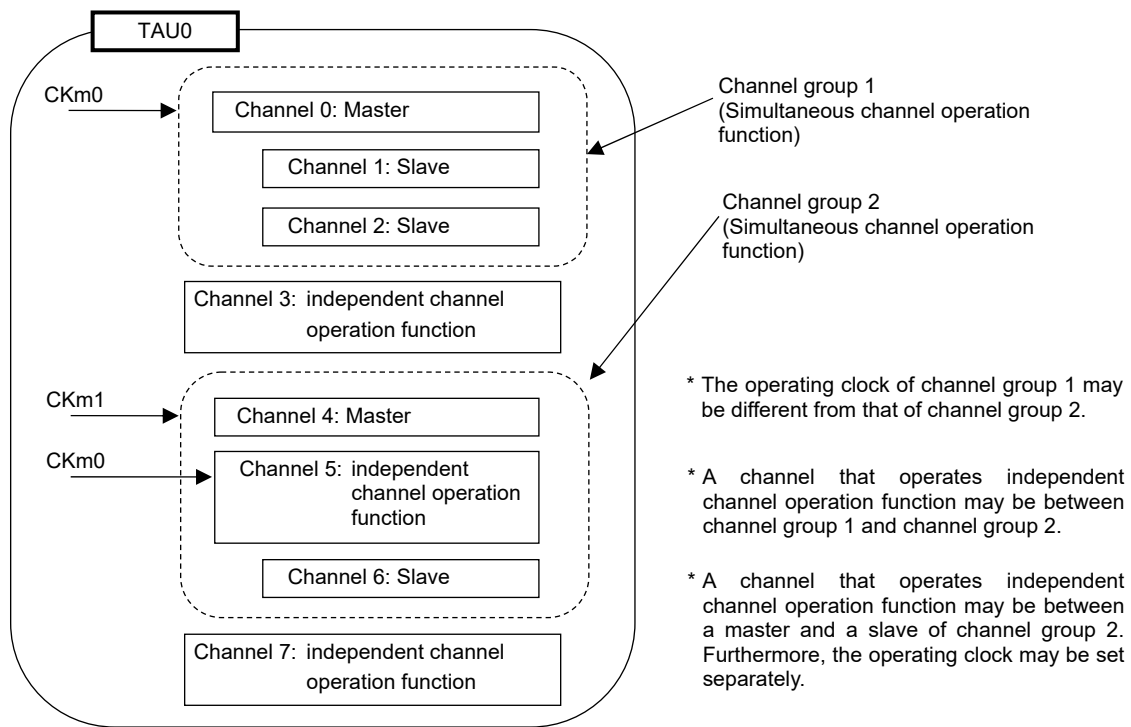 TAU0
CKm0
Channel 0: Master
Channel 1: Slave
Channel 2: Slave
Channel group 1
(Simultaneous channel operation
function)
Channel group 2
(Simultaneous channel operation
function)
Channel 3: independent channel
operation function
CKm1
Channel 4: Master
CKm0
Channel 5: independent
channel operation
function
Channel 6: Slave
Channel 7: independent channel
operation function
* The operating clock of channel group 1 may
be different from that of channel group 2.
* A channel that operates independent
channel operation function may be between
channel group 1 and channel group 2.
* A channel that operates independent
channel operation function may be between
a master and a slave of channel group 2.
Furthermore, the operating clock may be set
separately.